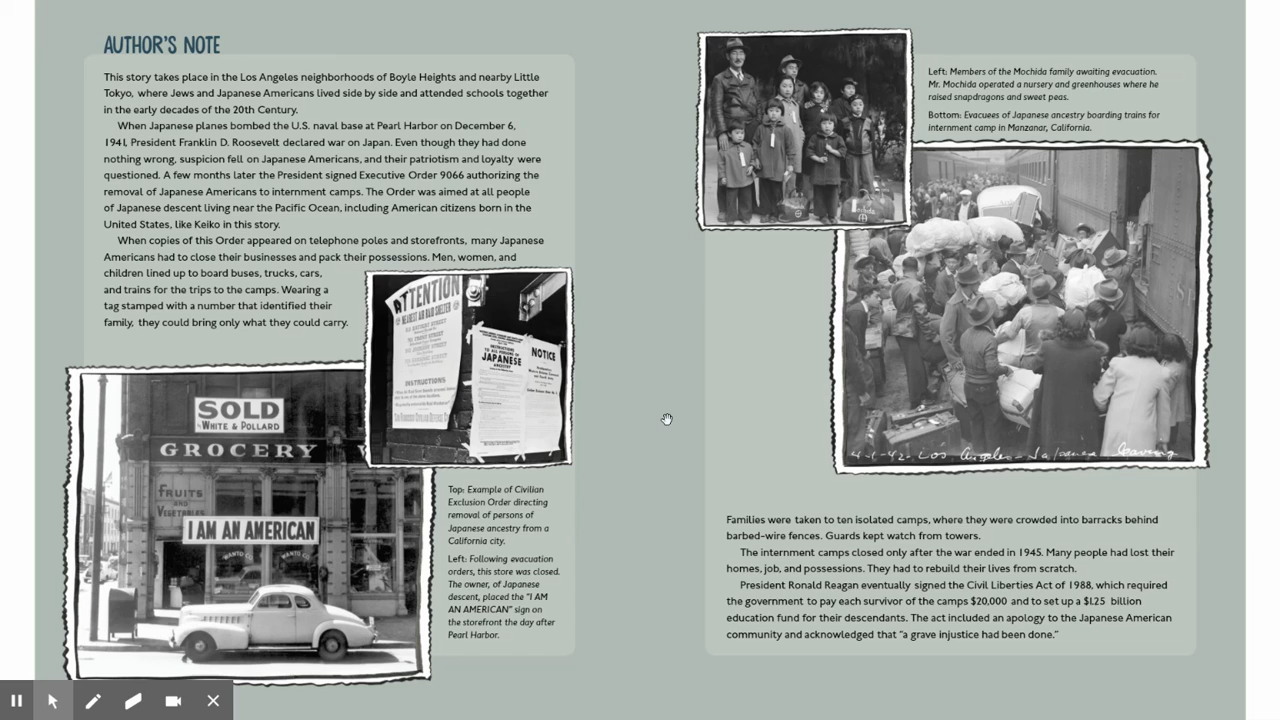 AUTHOR'S NOTE
This story takes place in the Los Angeles neighborhoods of Boyle Heights and nearby Little
Tokyo, where Jews and Japanese Americans lived side by side and attended schools together
in the early decades of the 20th Century.
When Japanese planes bombed the U.S. naval base at Pearl Harbor on December 6,
1941, President Franklin D. Roosevelt declared war on Japan. Even though they had done
nothing wrong, suspicion fell on Japanese Americans, and their patriotism and loyalty were
questioned. A few months later the President signed Executive Order 9066 authorizing the
removal of Japanese Americans to internment camps. The Order was aimed at all people
of Japanese descent living near the Pacific Ocean, including American citizens born in the
United States, like Keiko in this story.
When copies of this Order appeared on telephone poles and storefronts, many Japanese
Americans had to close their businesses and pack their possessions. Men, women, and
children lined up to board buses, trucks, cars,
and trains for the trips to the camps. Wearing a
tag stamped with a number that identified their
family, they could bring only what they could carry.
ATTENTION
NEAREST AIR RAID SHELTER
INSTRUCTIONS
INSTRUCTIONS
TO ALL PERSONS OF
JAPANESE
ANCESTRY
NOTICE
SOLD
WHITE & POLLARD
GROCERY
FRUITS
AND
VEGETABLES
I AM AN AMERICAN
WANTO CO
WANTO CO
Top: Example of Civilian
Exclusion Order directing
removal of persons of
Japanese ancestry from a
California city.
Left: Following evacuation
orders, this store was closed.
The owner, of Japanese
descent, placed the "I AM
AN AMERICAN" sign on
the storefront the day after
Pearl Harbor.
Left: Members of the Mochida family awaiting evacuation.
Mr. Mochida operated a nursery and greenhouses where he
raised snapdragons and sweet peas.
Bottom: Evacuees of Japanese ancestry boarding trains for
internment camp in Manzanar, California.
4-1-42- Los Angeles - Japanese leaving
Families were taken to ten isolated camps, where they were crowded into barracks behind
barbed-wire fences. Guards kept watch from towers.
The internment camps closed only after the war ended in 1945. Many people had lost their
homes, job, and possessions. They had to rebuild their lives from scratch.
President Ronald Reagan eventually signed the Civil Liberties Act of 1988, which required
the government to pay each survivor of the camps $20,000 and to set up a $1.25 billion
education fund for their descendants. The act included an apology to the Japanese American
community and acknowledged that "a grave injustice had been done."